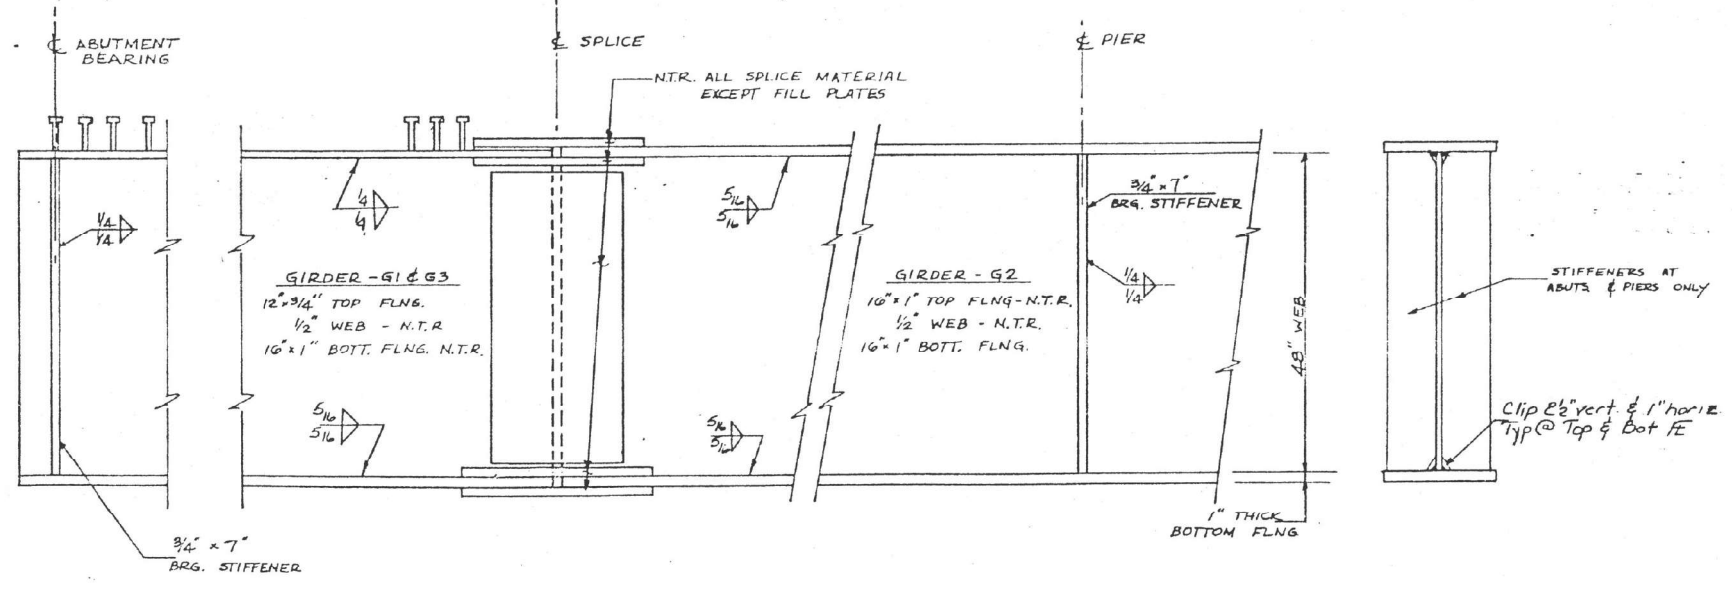 ℄ ABUTMENT
BEARING
℄ SPLICE
℄ PIER
N.T.R. ALL SPLICE MATERIAL
EXCEPT FILL PLATES
1/4
1/4
1/4
1/4
5/16
5/16
3/4" x 7"
BRG. STIFFENER
GIRDER - G1 & G3
12" x 3/4" TOP FLNG.
1/2" WEB - N.T.R
16" x 1" BOTT. FLNG. N.T.R.
GIRDER - G2
16" x 1" TOP FLNG - N.T.R.
1/2" WEB - N.T.R.
16" x 1" BOTT. FLNG.
1/4
1/4
48" WEB
STIFFENERS AT
ABUTS. & PIERS ONLY
5/16
5/16
5/16
5/16
Clip 2 1/2" vert. & 1" horiz
Typ @ Top & Bot ℄
1" THICK
BOTTOM FLNG
3/4" x 7"
BRG. STIFFENER